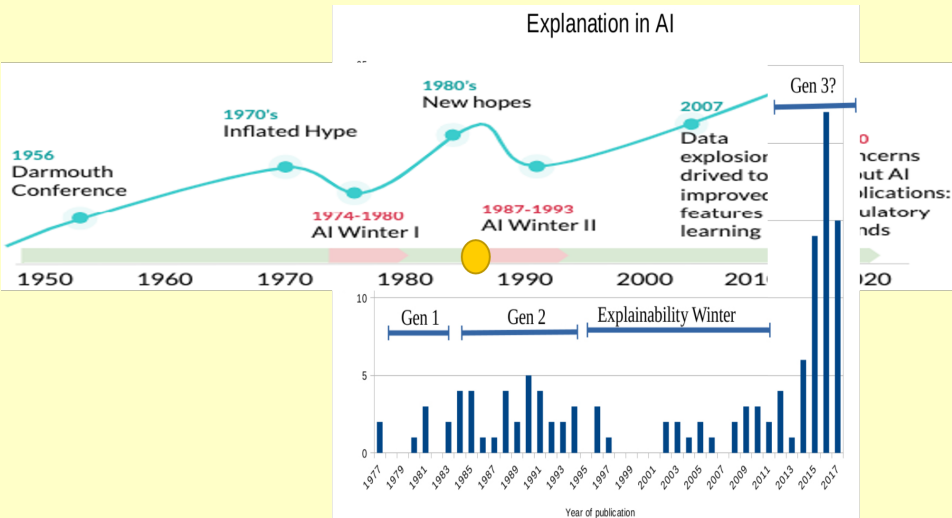 Explanation in AI
1956
Darmouth
Conference
1970's
Inflated Hype
1974-1980
AI Winter I
1980's
New hopes
1987-1993
AI Winter II
2007
Data
explosion
drived to
improved
features
learning
Gen 3?
0
ncerns
out AI
plications:
ulatory
nds
1950 1960 1970 1980 1990 2000 201 020
10
5
0
Gen 1
Gen 2
Explainability Winter
1977 1979 1981 1983 1985 1987 1989 1991 1993 1995 1997 1999 2001 2003 2005 2007 2009 2011 2013 2015 2017
Year of publication